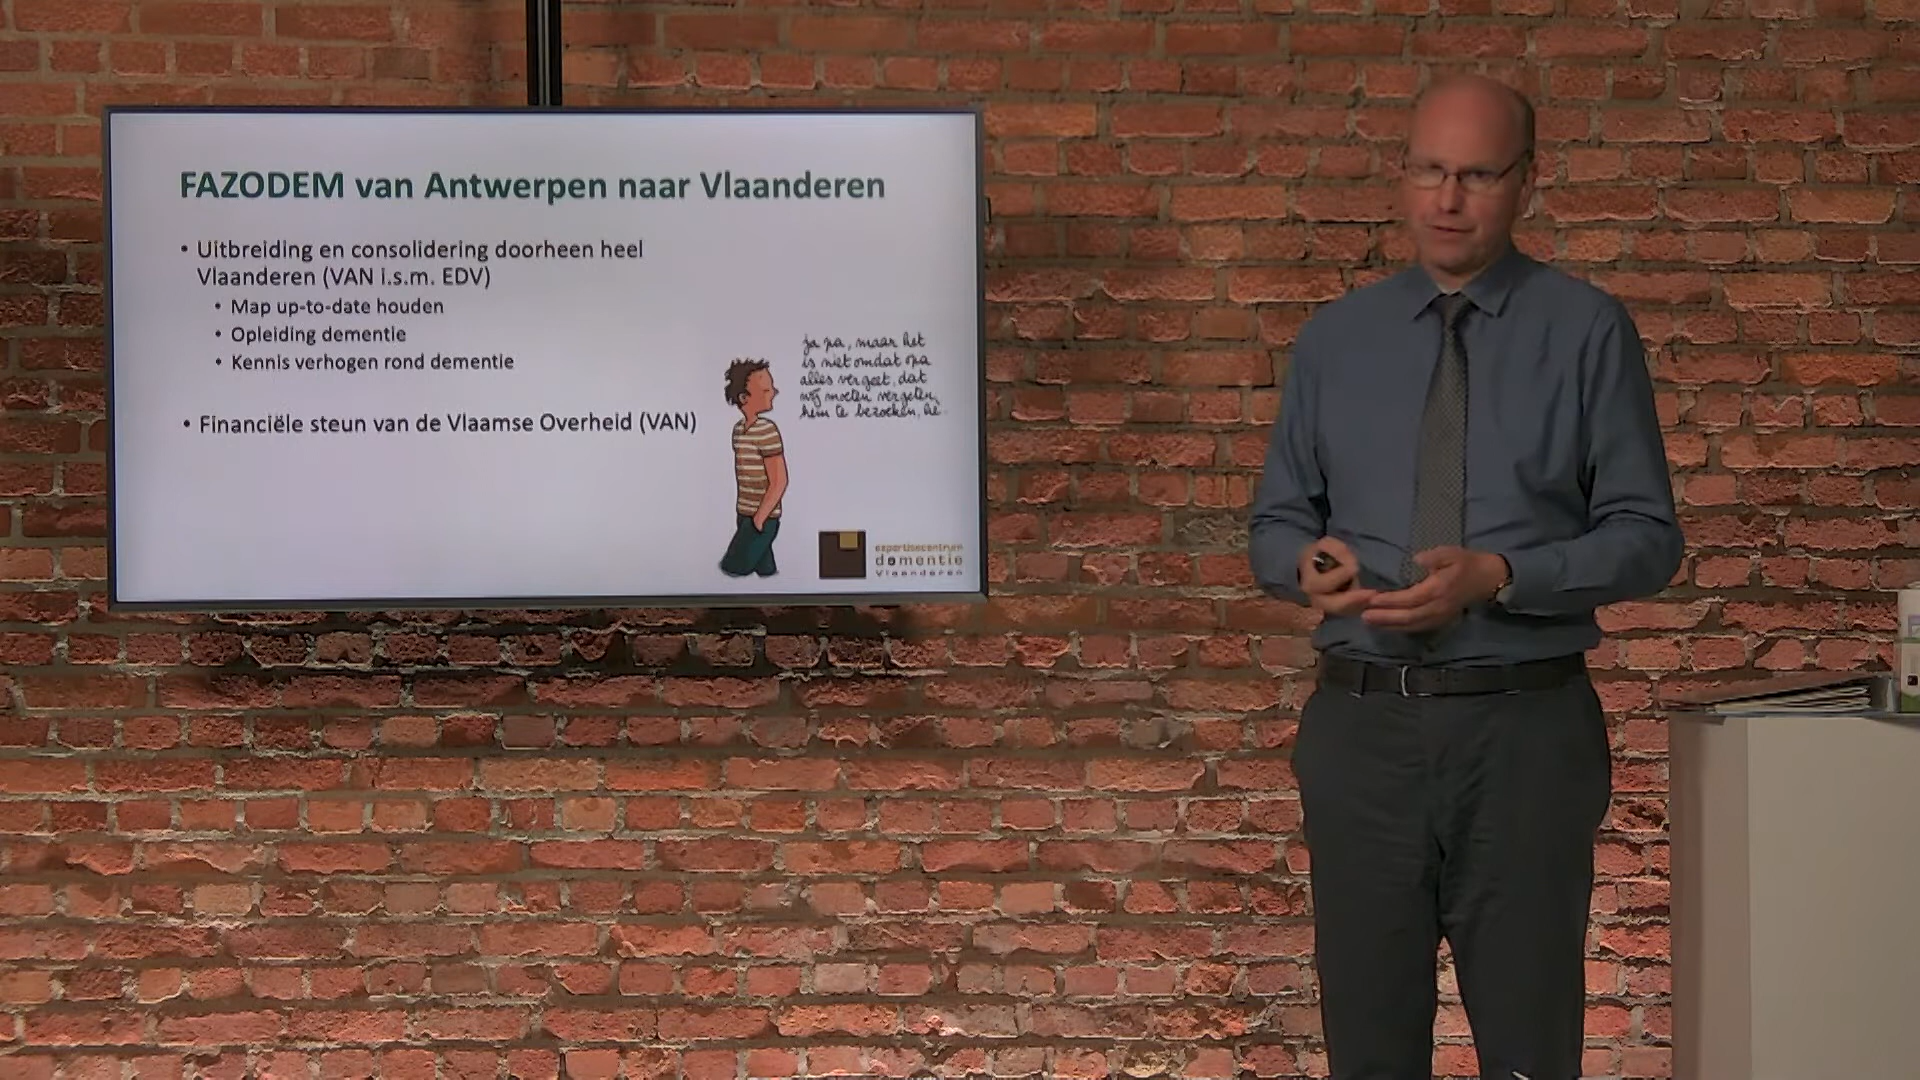 FAZODEM van Antwerpen naar Vlaanderen
• Uitbreiding en consolidering doorheen heel
Vlaanderen (VAN i.s.m. EDV)
• Map up-to-date houden
• Opleiding dementie
• Kennis verhogen rond dementie
• Financiële steun van de Vlaamse Overheid (VAN)
ja pa, maar het
is niet omdat opa
alles vergeet, dat
wij moeten vergeten
hem te bezoeken, hé
expertisecentrum
dementie
Vlaanderen